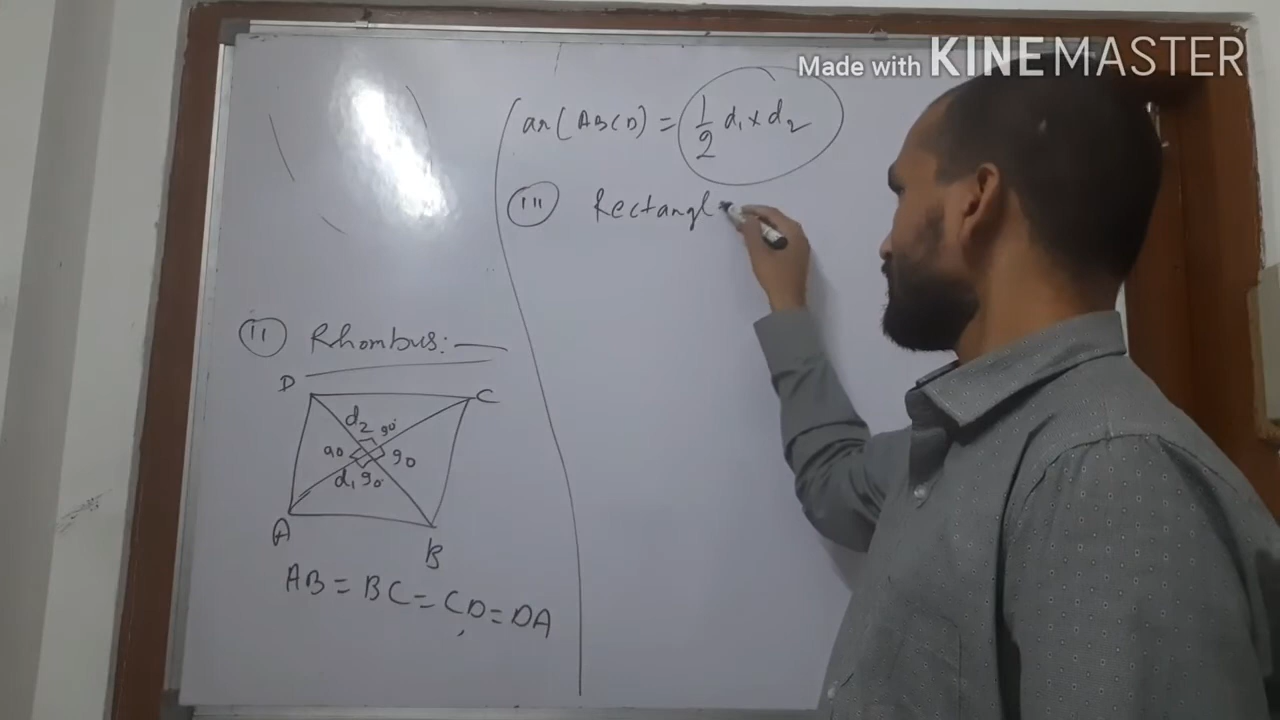 Made with KINEMASTER
ar(ABCD) = 1/2 d₁ x d₂
(iii) Rectangl
(ii) Rhombus:
D C
d₂ 90°
90 90
d₁ 90°
A B
AB = BC = CD = DA